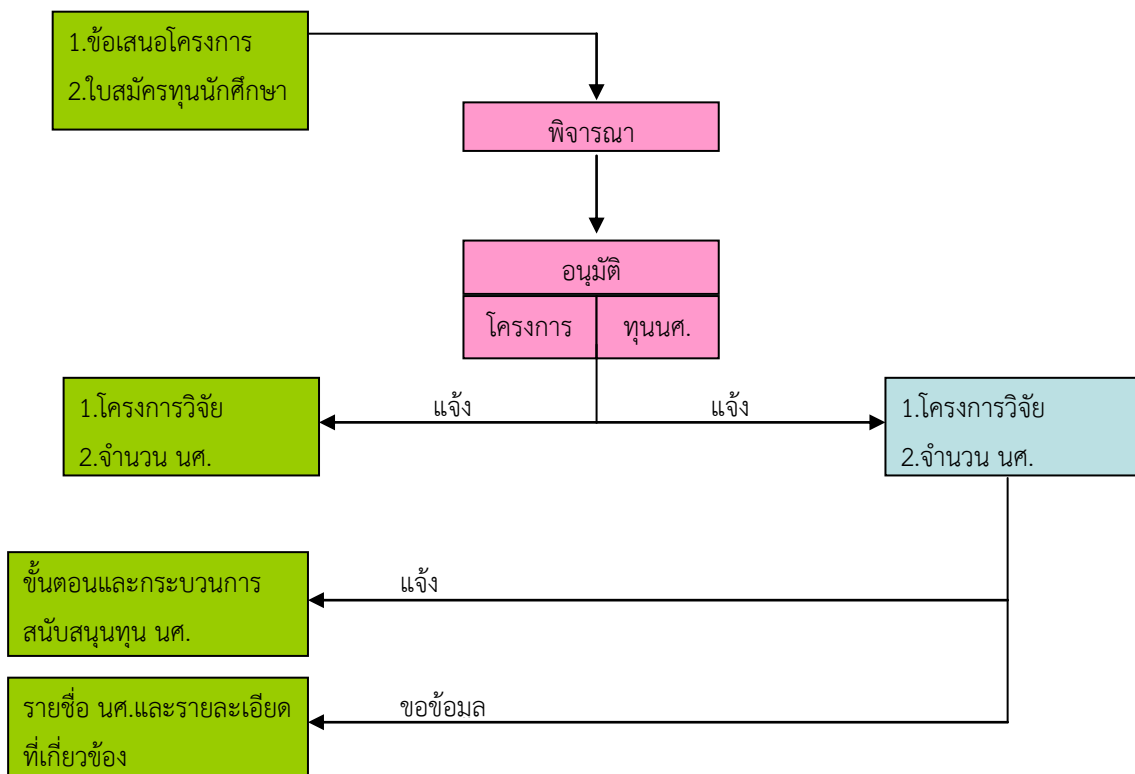 1.ข้อเสนอโครงการ
2.ใบสมัครทุนนักศึกษา
พิจารณา
อนุมัติ
โครงการ
ทุนนศ.
1.โครงการวิจัย
2.จำนวน นศ.
แจ้ง
แจ้ง
1.โครงการวิจัย
2.จำนวน นศ.
ขั้นตอนและกระบวนการ
สนับสนุนทุน นศ.
แจ้ง
รายชื่อ นศ.และรายละเอียด
ที่เกี่ยวข้อง
ขอข้อมูล